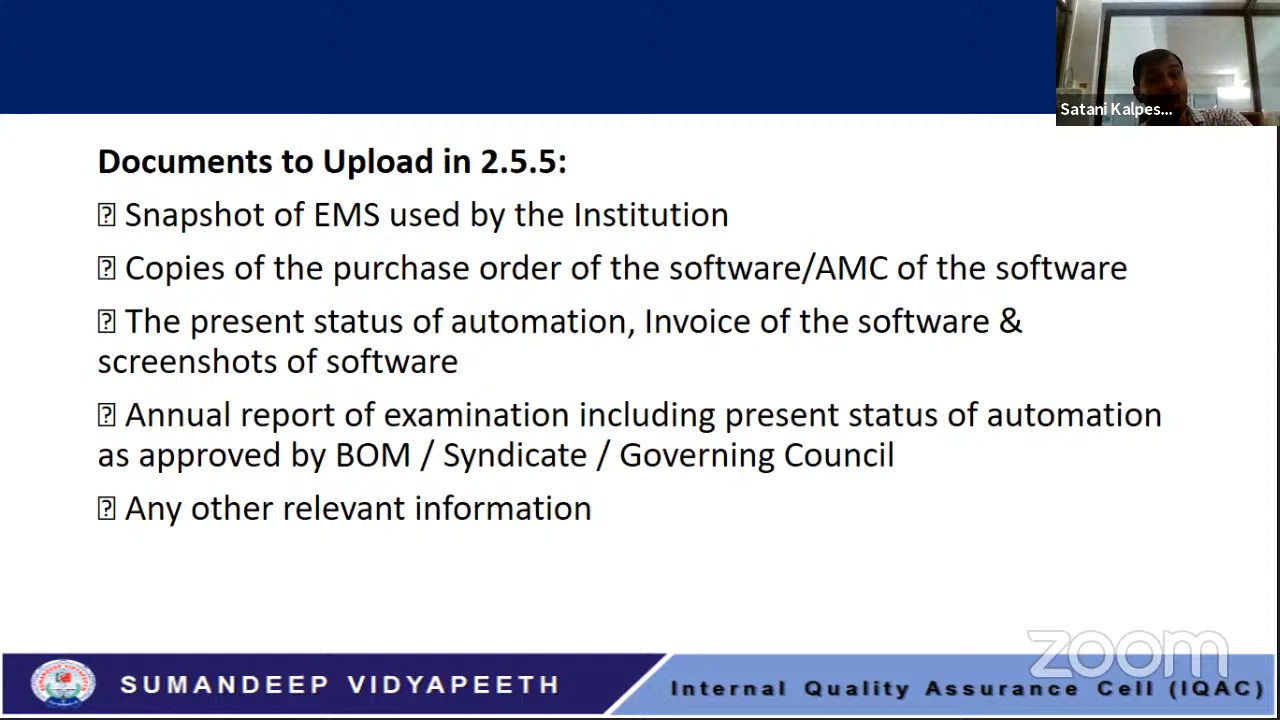 Satani Kalpes...
Documents to Upload in 2.5.5:
⍰ Snapshot of EMS used by the Institution
⍰ Copies of the purchase order of the software/AMC of the software
⍰ The present status of automation, Invoice of the software &
screenshots of software
⍰ Annual report of examination including present status of automation
as approved by BOM / Syndicate / Governing Council
⍰ Any other relevant information
zoom
SUMANDEEP VIDYAPEETH
Internal Quality Assurance Cell (IQAC)